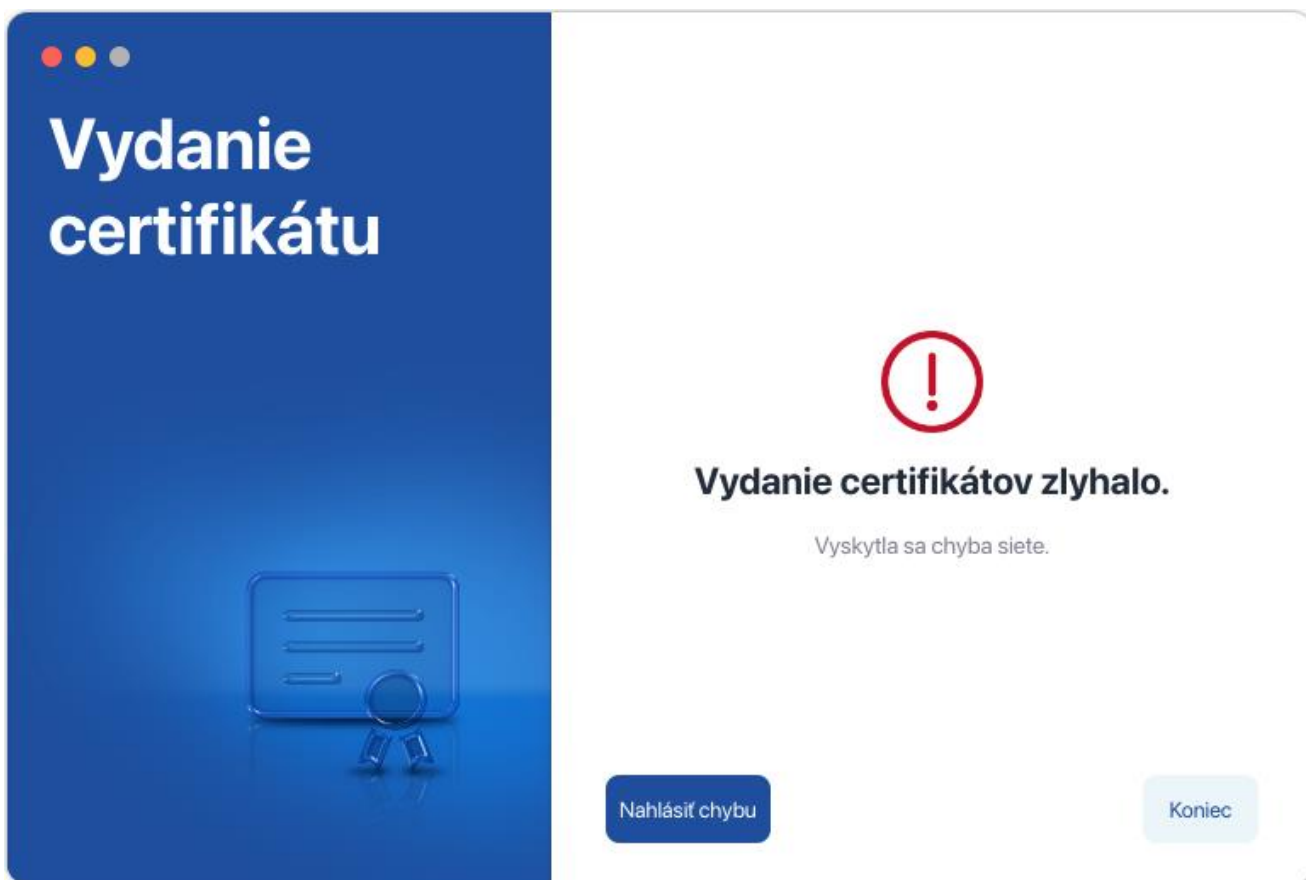 Vydanie
certifikátu
Vydanie certifikátov zlyhalo.
Vyskytla sa chyba siete.
Nahlásiť chybu
Koniec